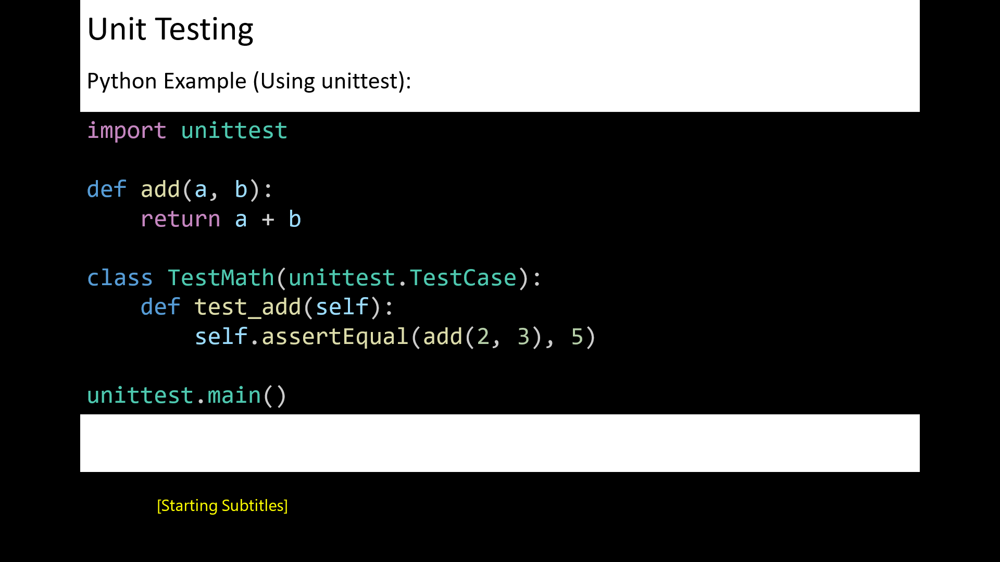 Unit Testing
Python Example (Using unittest):
import unittest
def add(a, b):
    return a + b
class TestMath(unittest.TestCase):
    def test_add(self):
        self.assertEqual(add(2, 3), 5)
unittest.main()
[Starting Subtitles]